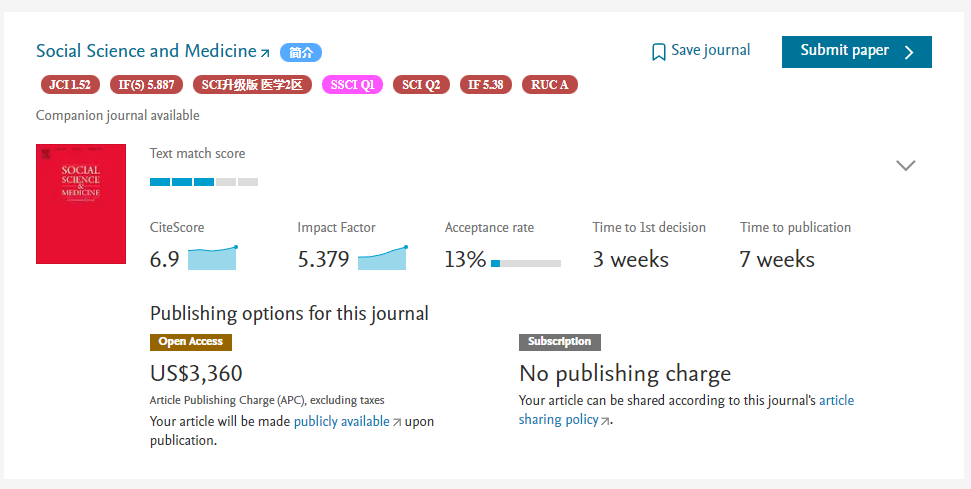 Social Science and Medicine 简介
Save journal
Submit paper
JCI 1.52 IF(5) 5.887 SCI升级版 医学2区 SSCI Q1 SCI Q2 IF 5.38 RUC A
Companion journal available
SOCIAL
SCIENCE
&
MEDICINE
Text match score
CiteScore Impact Factor Acceptance rate Time to 1st decision Time to publication
6.9 5.379 13% 3 weeks 7 weeks
Publishing options for this journal
Open Access
US$3,360
Article Publishing Charge (APC), excluding taxes
Your article will be made publicly available upon
publication.
Subscription
No publishing charge
Your article can be shared according to this journal's article
sharing policy.